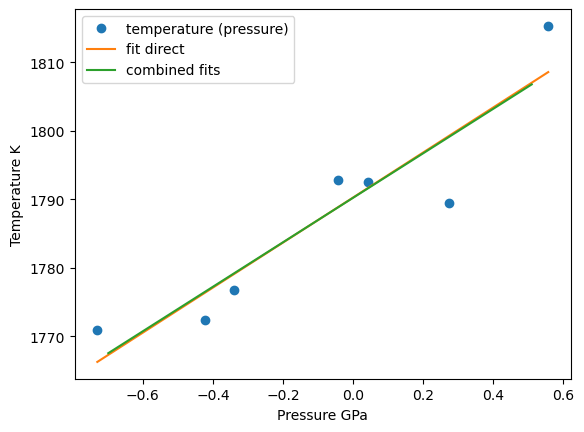 temperature (pressure)
fit direct
combined fits
1810
1800
1790
1780
1770
Temperature K
−0.6
−0.4
−0.2
0.0
0.2
0.4
0.6
Pressure GPa